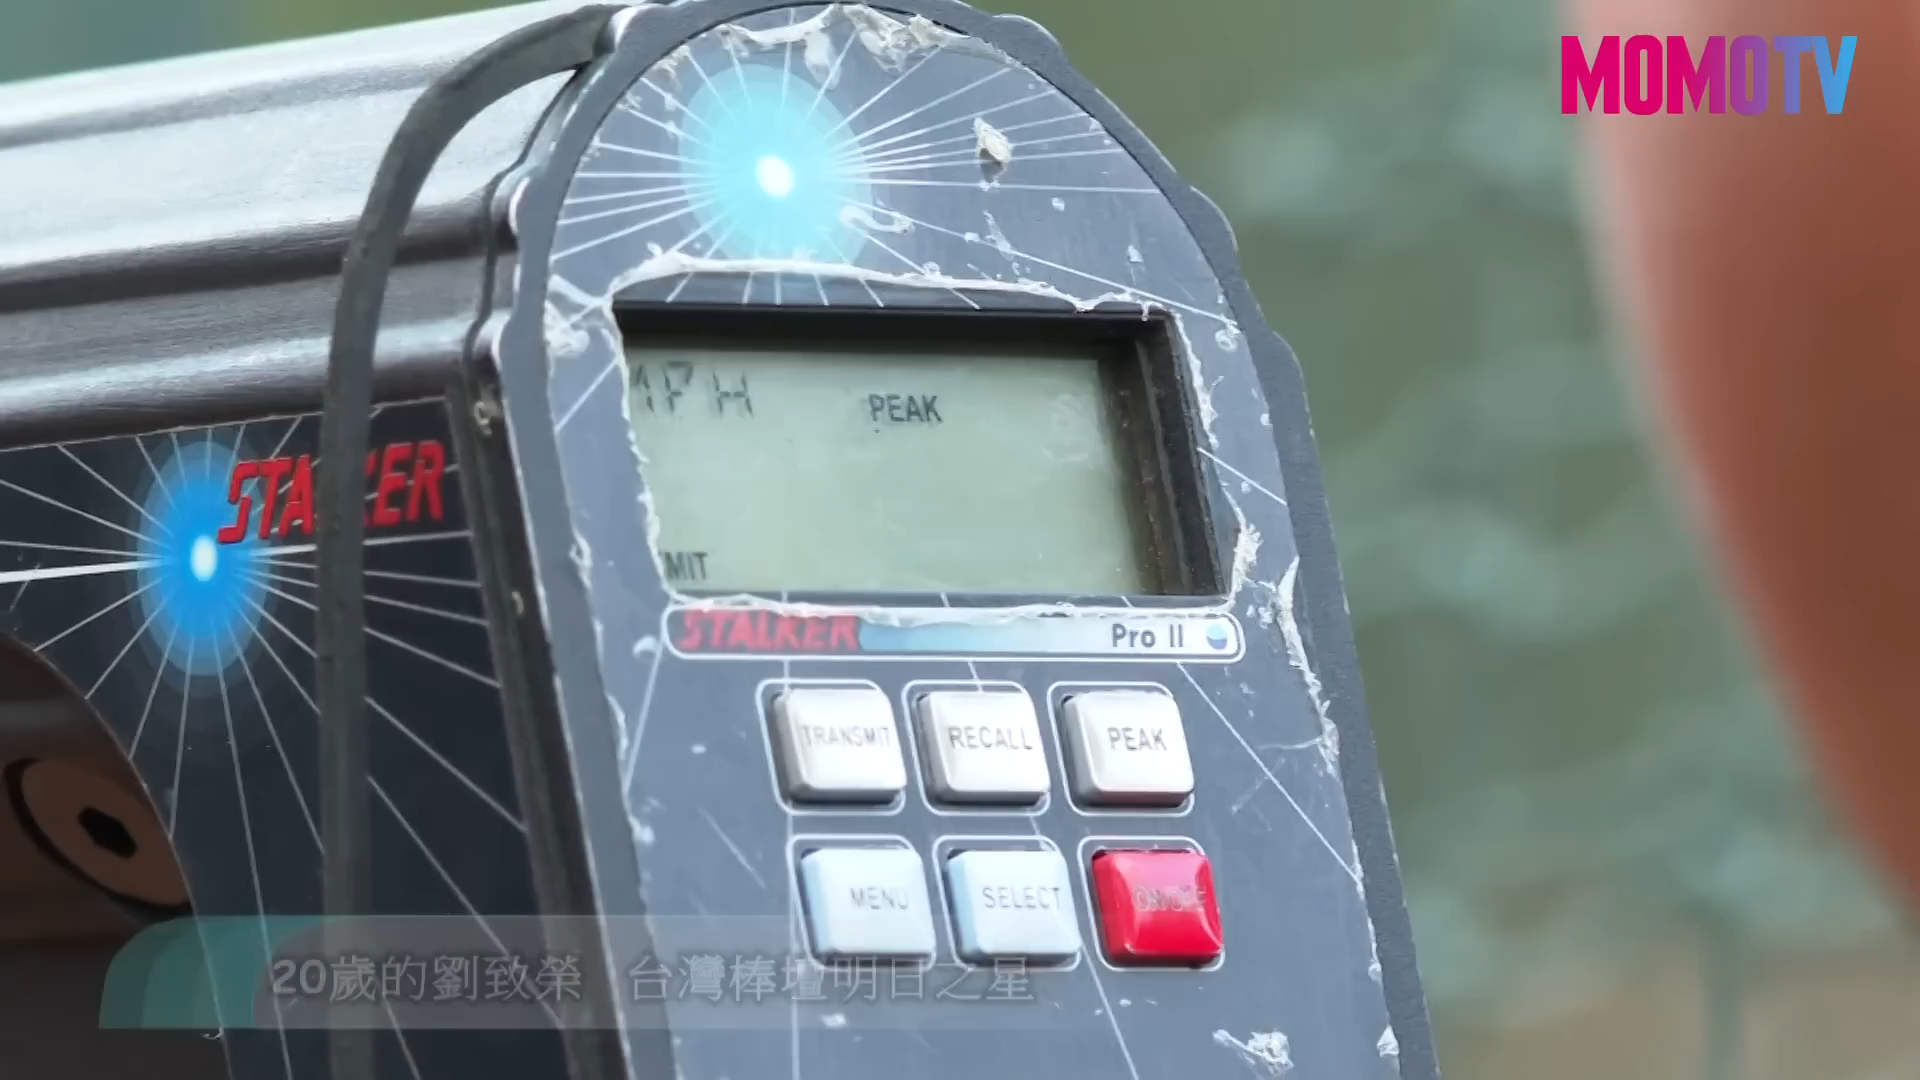 MOMOTV
MPH
PEAK
STALKER
MIT
STALKER Pro II
TRANSMIT RECALL PEAK
MENU SELECT
20歲的劉致榮 台灣棒壇明日之星